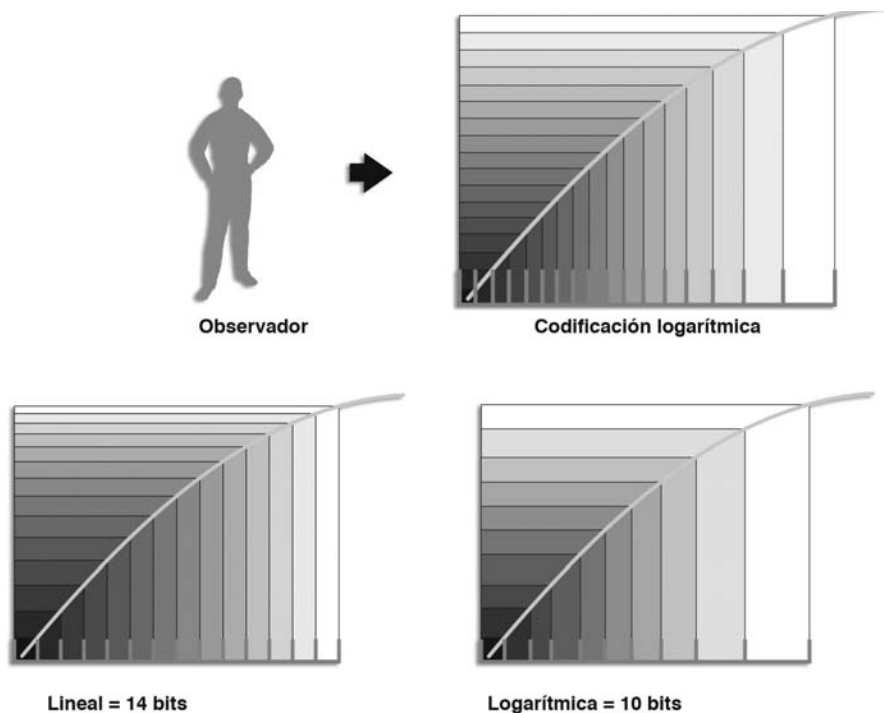 Observador
Codificación logarítmica
Lineal = 14 bits
Logarítmica = 10 bits